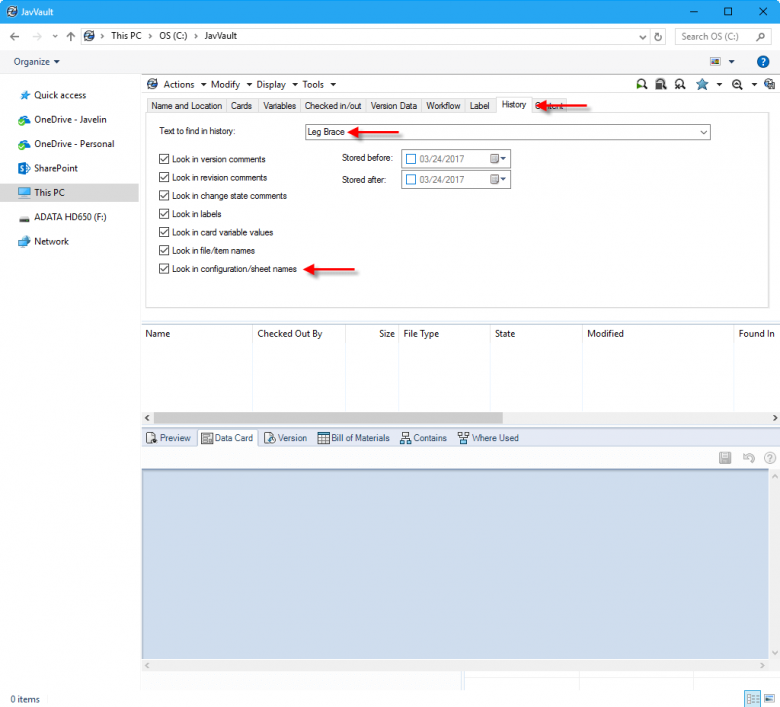 JavVault
This PC > OS (C:) > JavVault
Search OS (C:)
Organize
Quick access
OneDrive - Javelin
OneDrive - Personal
SharePoint
This PC
ADATA HD650 (F:)
Network
Actions Modify Display Tools
Name and Location Cards Variables Checked in/out Version Data Workflow Label History Content
Text to find in history: Leg Brace
Look in version comments
Stored before: 03/24/2017
Look in revision comments
Stored after: 03/24/2017
Look in change state comments
Look in labels
Look in card variable values
Look in file/item names
Look in configuration/sheet names
Name Checked Out By Size File Type State Modified Found In
Preview Data Card Version Bill of Materials Contains Where Used
0 items